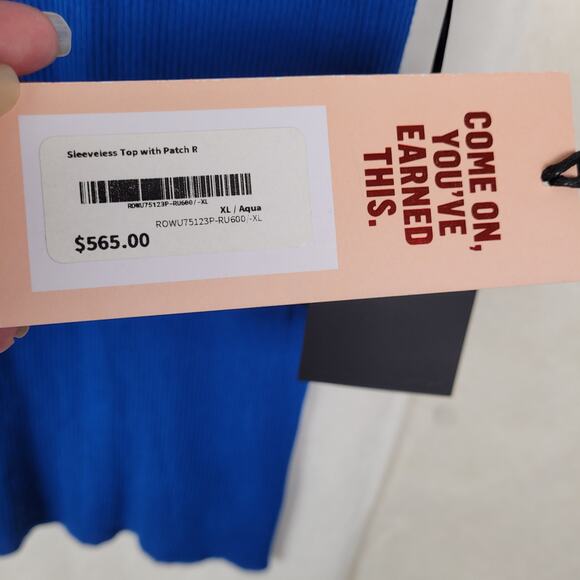 Sleeveless Top with Patch R
ROWU75123P-RU600/-XL
XL / Aqua
ROWU75123P-RU600/-XL
$565.00
COME ON,
YOU'VE
EARNED
THIS.